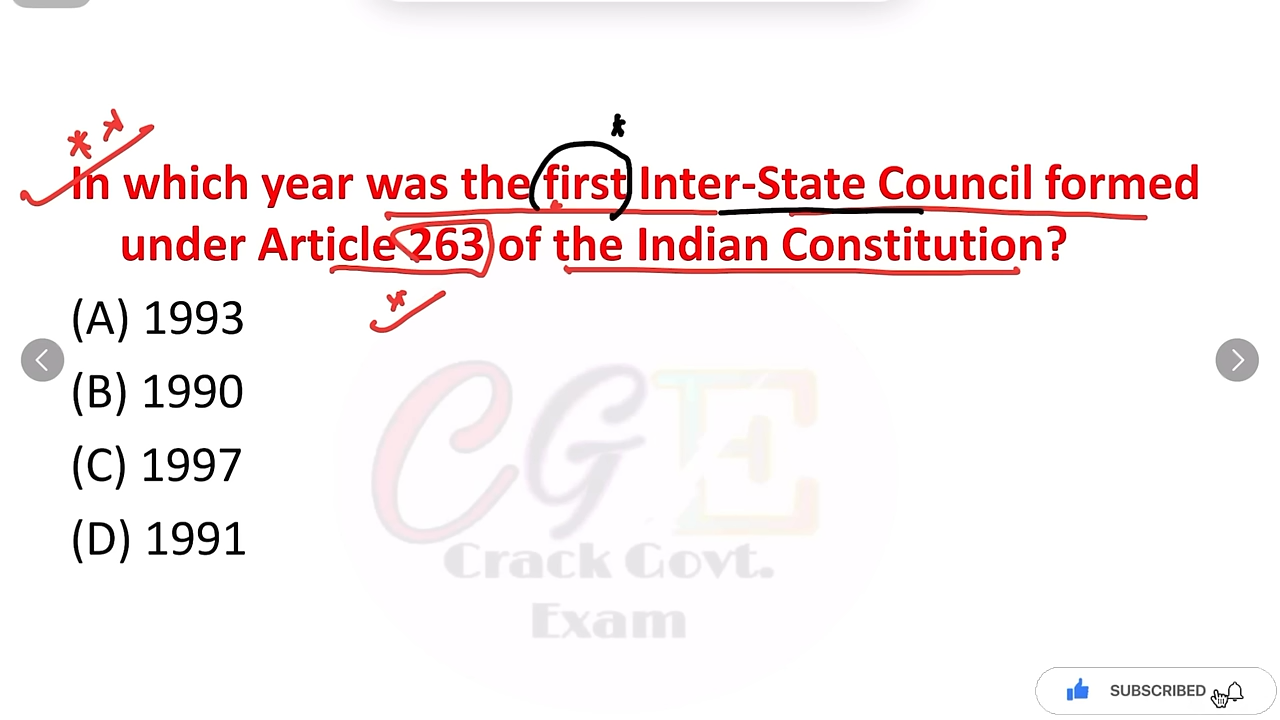 In which year was the first Inter-State Council formed
under Article 263 of the Indian Constitution?
(A) 1993
(B) 1990
(C) 1997
(D) 1991
CGE
Crack Govt.
Exam
SUBSCRIBED